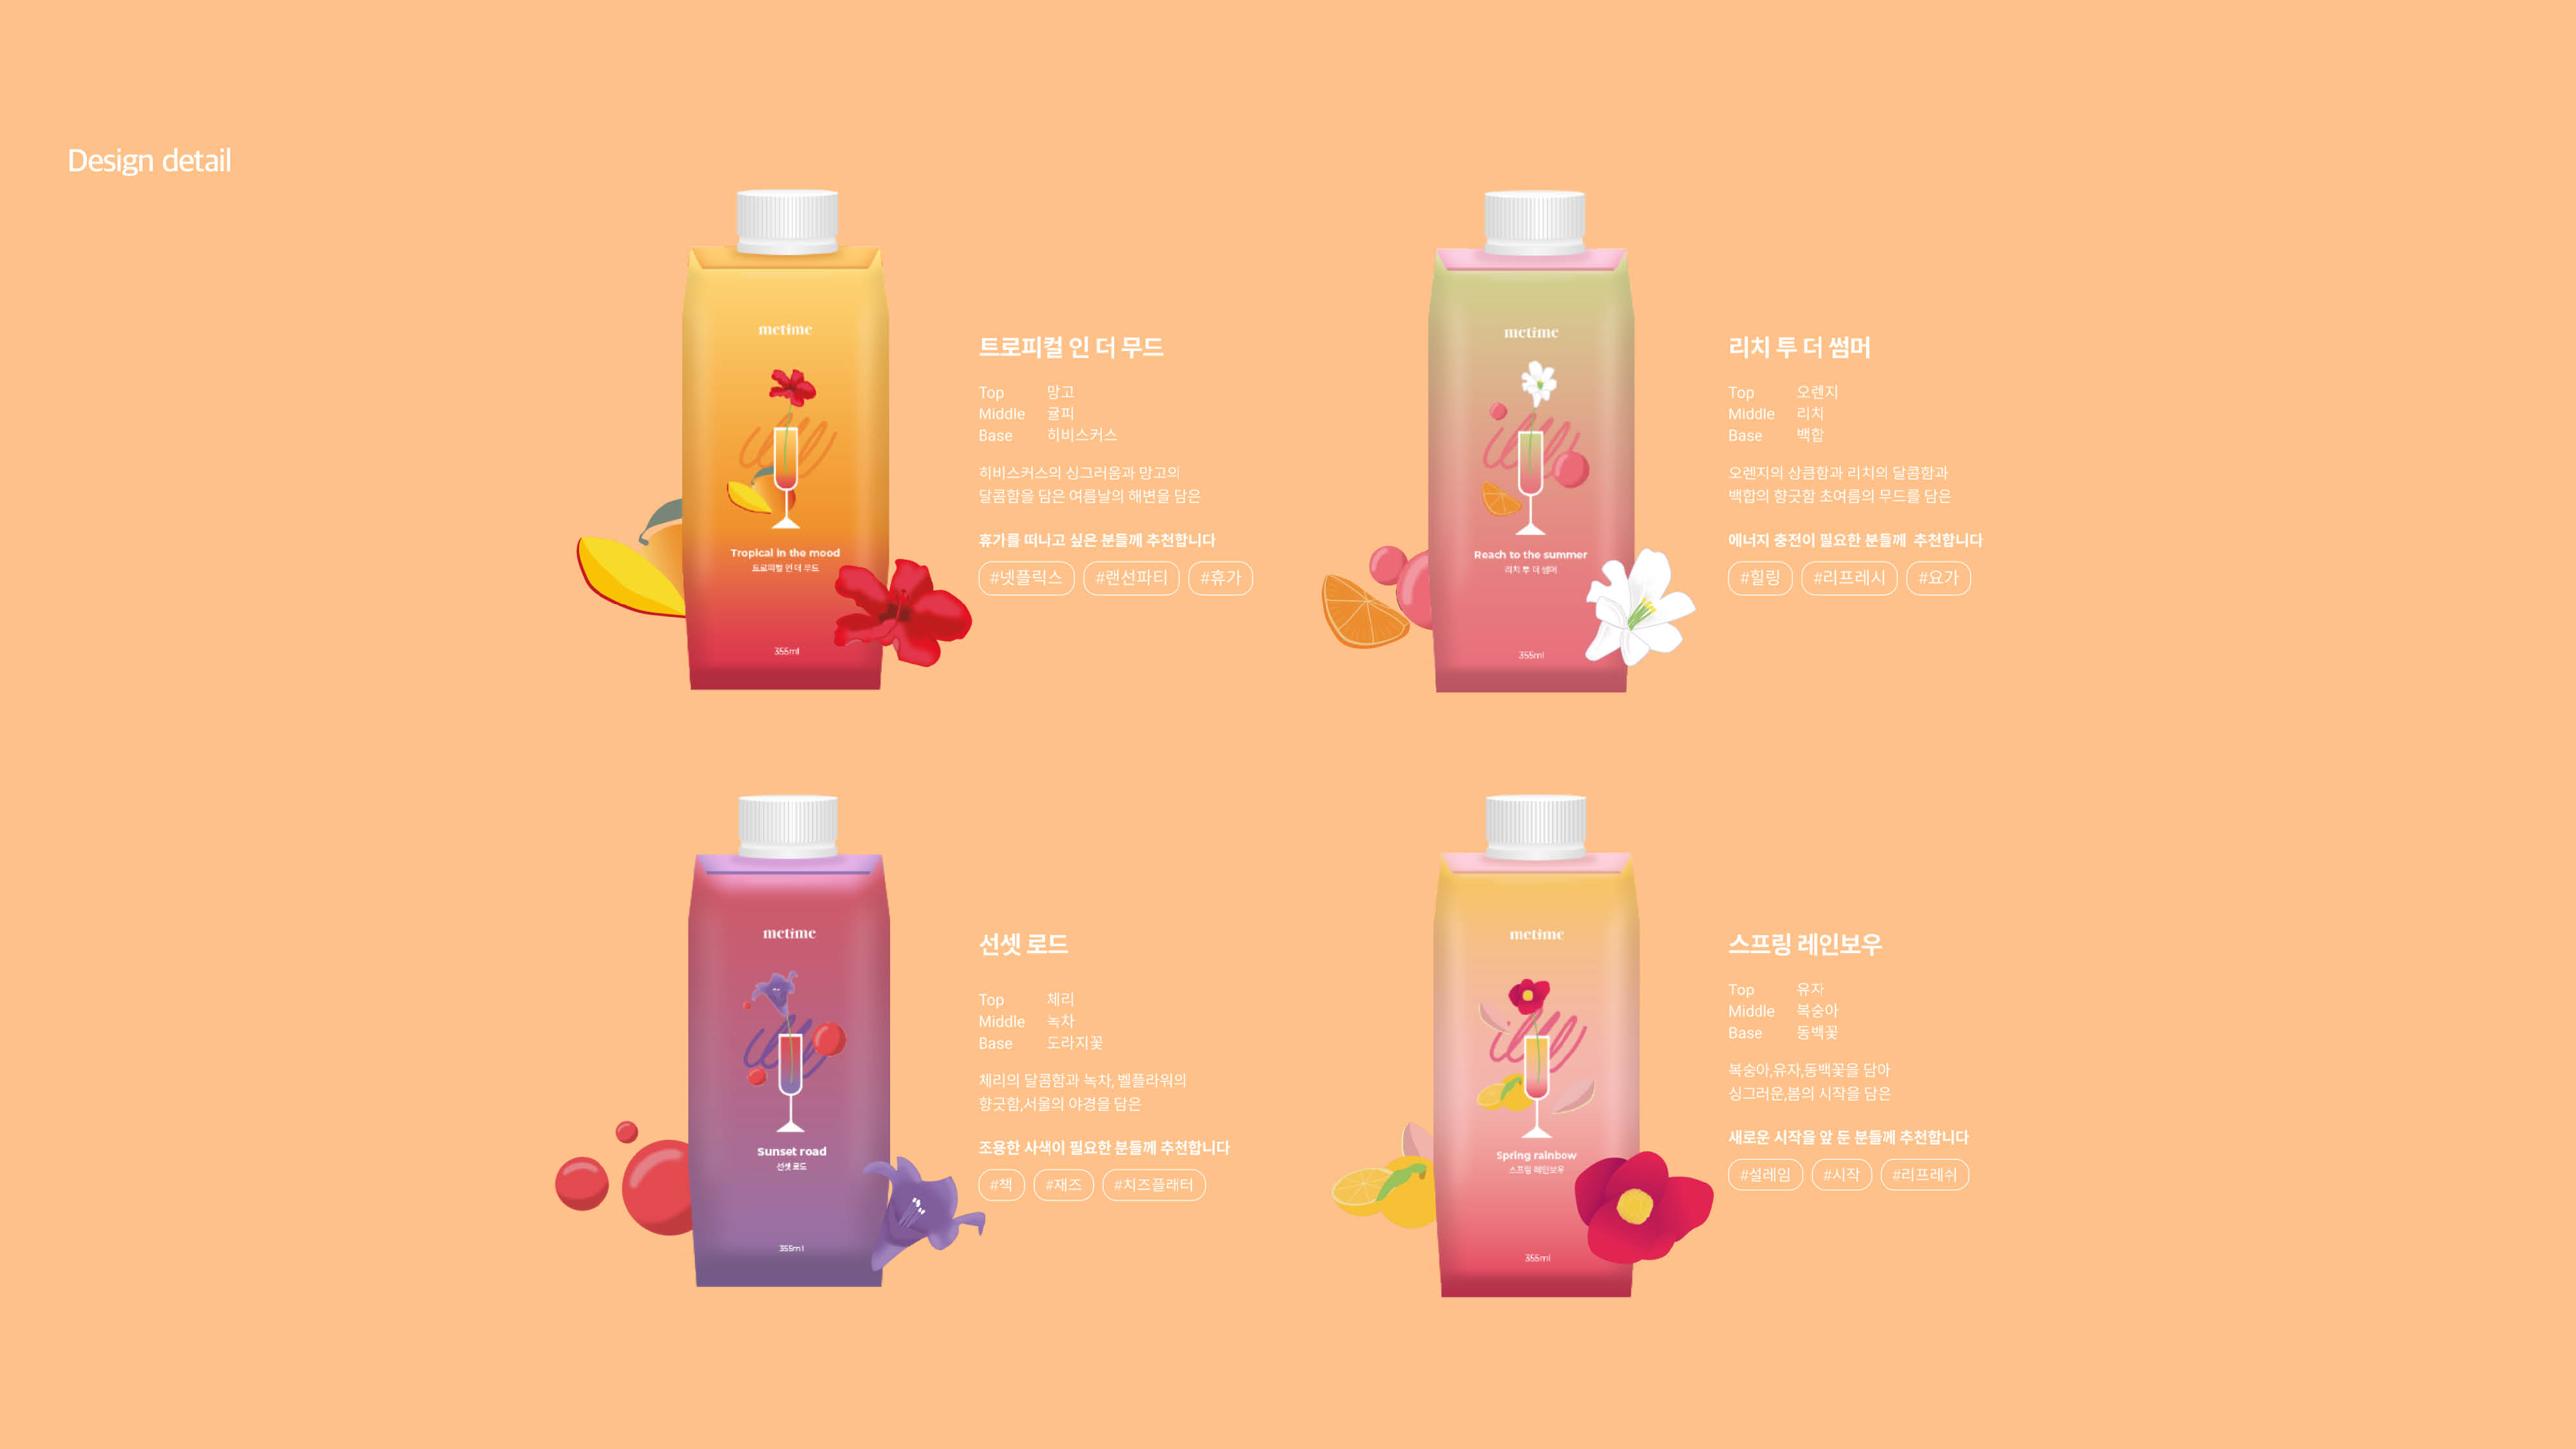 Design detail
metime
Tropical in the mood
트로피컬 인 더 무드
355ml
트로피컬 인 더 무드
Top 망고
Middle 귤피
Base 히비스커스
히비스커스의 싱그러움과 망고의
달콤함을 담은 여름날의 해변을 담은
휴가를 떠나고 싶은 분들께 추천합니다
#넷플릭스 #랜선파티 #휴가
metime
Reach to the summer
리치 투 더 썸머
355ml
리치 투 더 썸머
Top 오렌지
Middle 리치
Base 백합
오렌지의 상큼함과 리치의 달콤함과
백합의 향긋함 초여름의 무드를 담은
에너지 충전이 필요한 분들께 추천합니다
#힐링 #리프레시 #요가
metime
Sunset road
선셋 로드
355ml
선셋 로드
Top 체리
Middle 녹차
Base 도라지꽃
체리의 달콤함과 녹차, 벨플라워의
향긋함,서울의 야경을 담은
조용한 사색이 필요한 분들께 추천합니다
#책 #재즈 #치즈플래터
metime
Spring rainbow
스프링 레인보우
355ml
스프링 레인보우
Top 유자
Middle 복숭아
Base 동백꽃
복숭아,유자,동백꽃을 담아
싱그러운,봄의 시작을 담은
새로운 시작을 앞 둔 분들께 추천합니다
#설레임 #시작 #리프레쉬